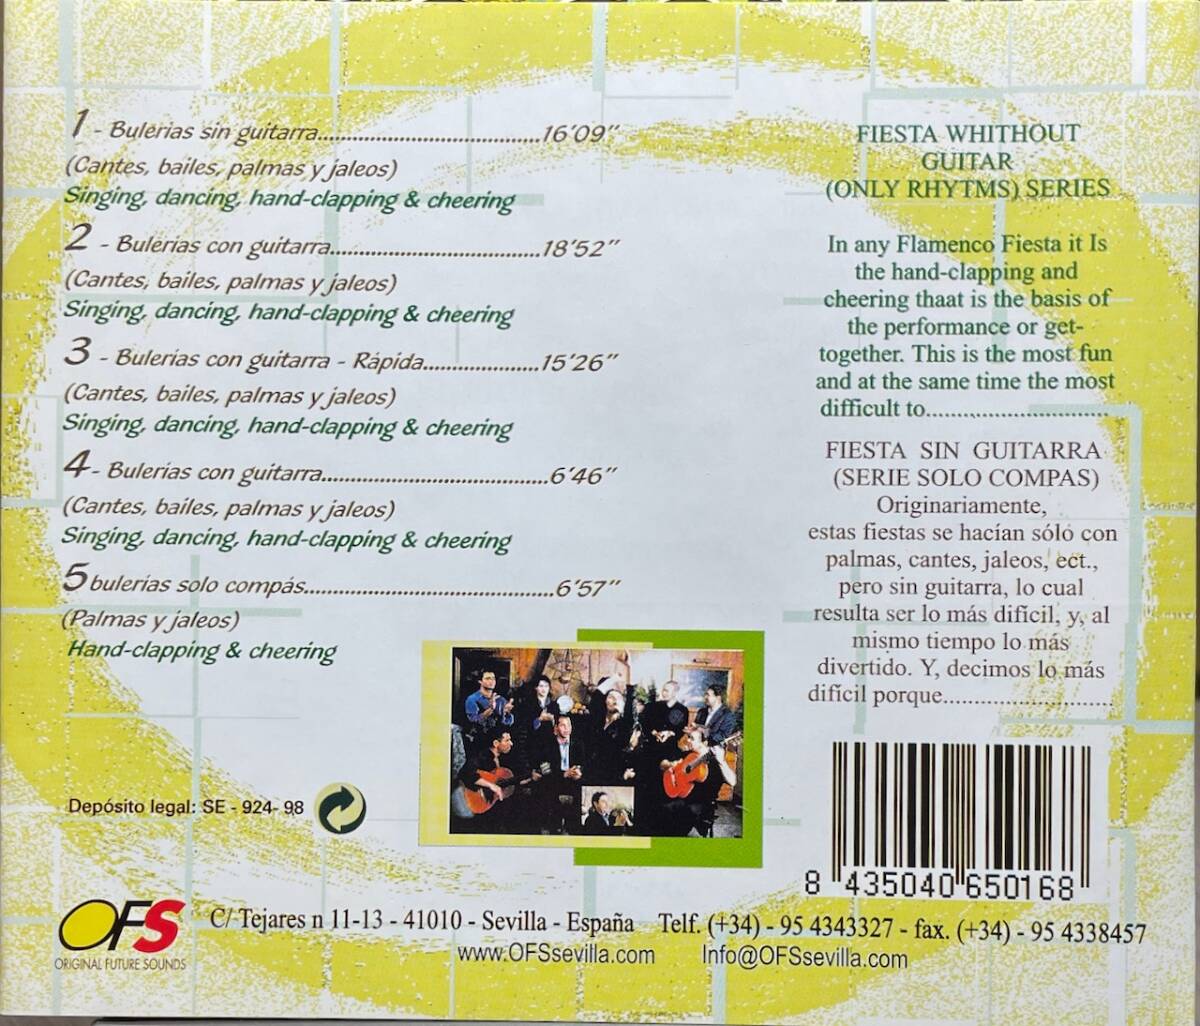 1 - Bulerías sin guitarra........................................16'09"
(Cantes, bailes, palmas y jaleos)
Singing, dancing, hand-clapping & cheering
2 - Bulerías con guitarra......................................18'52"
(Cantes, bailes, palmas y jaleos)
Singing, dancing, hand-clapping & cheering
3 - Bulerías con guitarra - Rápida.....................15'26"
(Cantes, bailes, palmas y jaleos)
Singing, dancing, hand-clapping & cheering
4 - Bulerías con guitarra.........................................6'46"
(Cantes, bailes, palmas y jaleos)
Singing, dancing, hand-clapping & cheering
5 bulerías solo compás.............................................6'57"
(Palmas y jaleos)
Hand-clapping & cheering
Depósito legal: SE - 924- 98
FIESTA WHITHOUT
GUITAR
(ONLY RHYTMS) SERIES
In any Flamenco Fiesta it Is
the hand-clapping and
cheering thaat is the basis of
the performance or get-
together. This is the most fun
and at the same time the most
difficult to..............................
FIESTA SIN GUITARRA
(SERIE SOLO COMPAS)
Originariamente,
estas fiestas se hacían sólo con
palmas, cantes, jaleos, ect.,
pero sin guitarra, lo cual
resulta ser lo más difícil, y, al
mismo tiempo lo más
divertido. Y, decimos lo más
difícil porque............................
8 435040 650168
OFS
ORIGINAL FUTURE SOUNDS
C/ Tejares n 11-13 - 41010 - Sevilla - España Telf. (+34) - 95 4343327 - fax. (+34) - 95 4338457
www.OFSsevilla.com Info@OFSsevilla.com